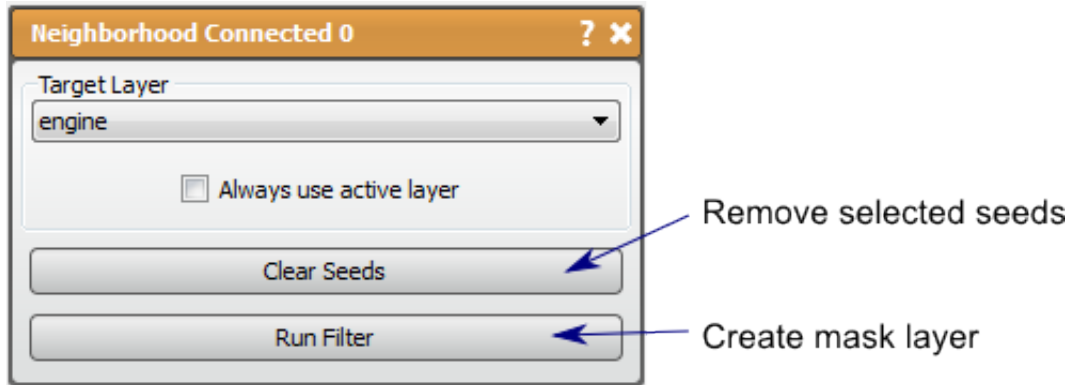 Neighborhood Connected 0 ?
Target Layer
engine
Always use active layer
Remove selected seeds
Clear Seeds
Run Filter
Create mask layer